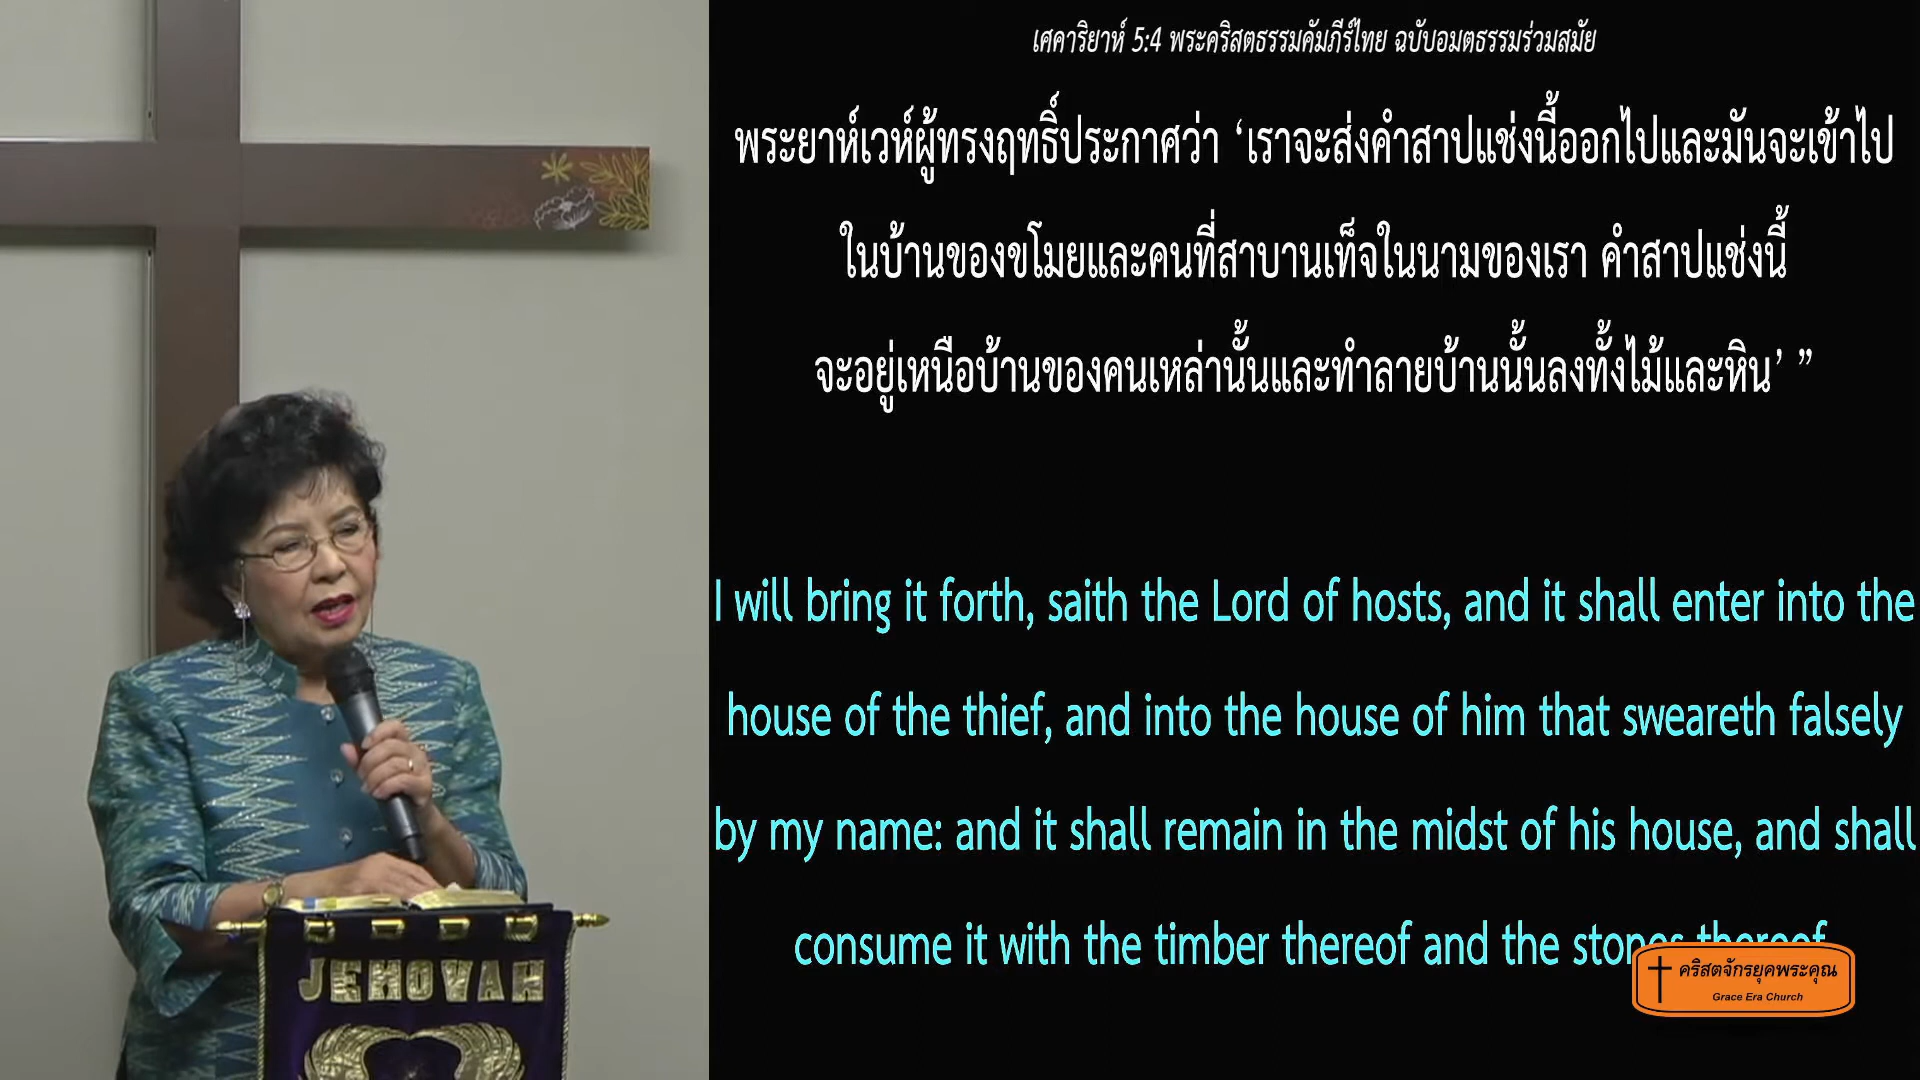 เศคาริยาห์ 5:4 พระคริสตธรรมคัมภีร์ไทย ฉบับอมตธรรมร่วมสมัย
พระยาห์เวห์ผู้ทรงฤทธิ์ประกาศว่า ‘เราจะส่งคำสาปแช่งนี้ออกไปและมันจะเข้าไป
ในบ้านของขโมยและคนที่สาบานเท็จในนามของเรา คำสาปแช่งนี้
จะอยู่เหนือบ้านของคนเหล่านั้นและทำลายบ้านนั้นลงทั้งไม้และหิน’ ”
I will bring it forth, saith the Lord of hosts, and it shall enter into the
house of the thief, and into the house of him that sweareth falsely
by my name: and it shall remain in the midst of his house, and shall
consume it with the timber thereof and the stones thereof
คริสตจักรยุคพระคุณ
Grace Era Church
JEHOVAH